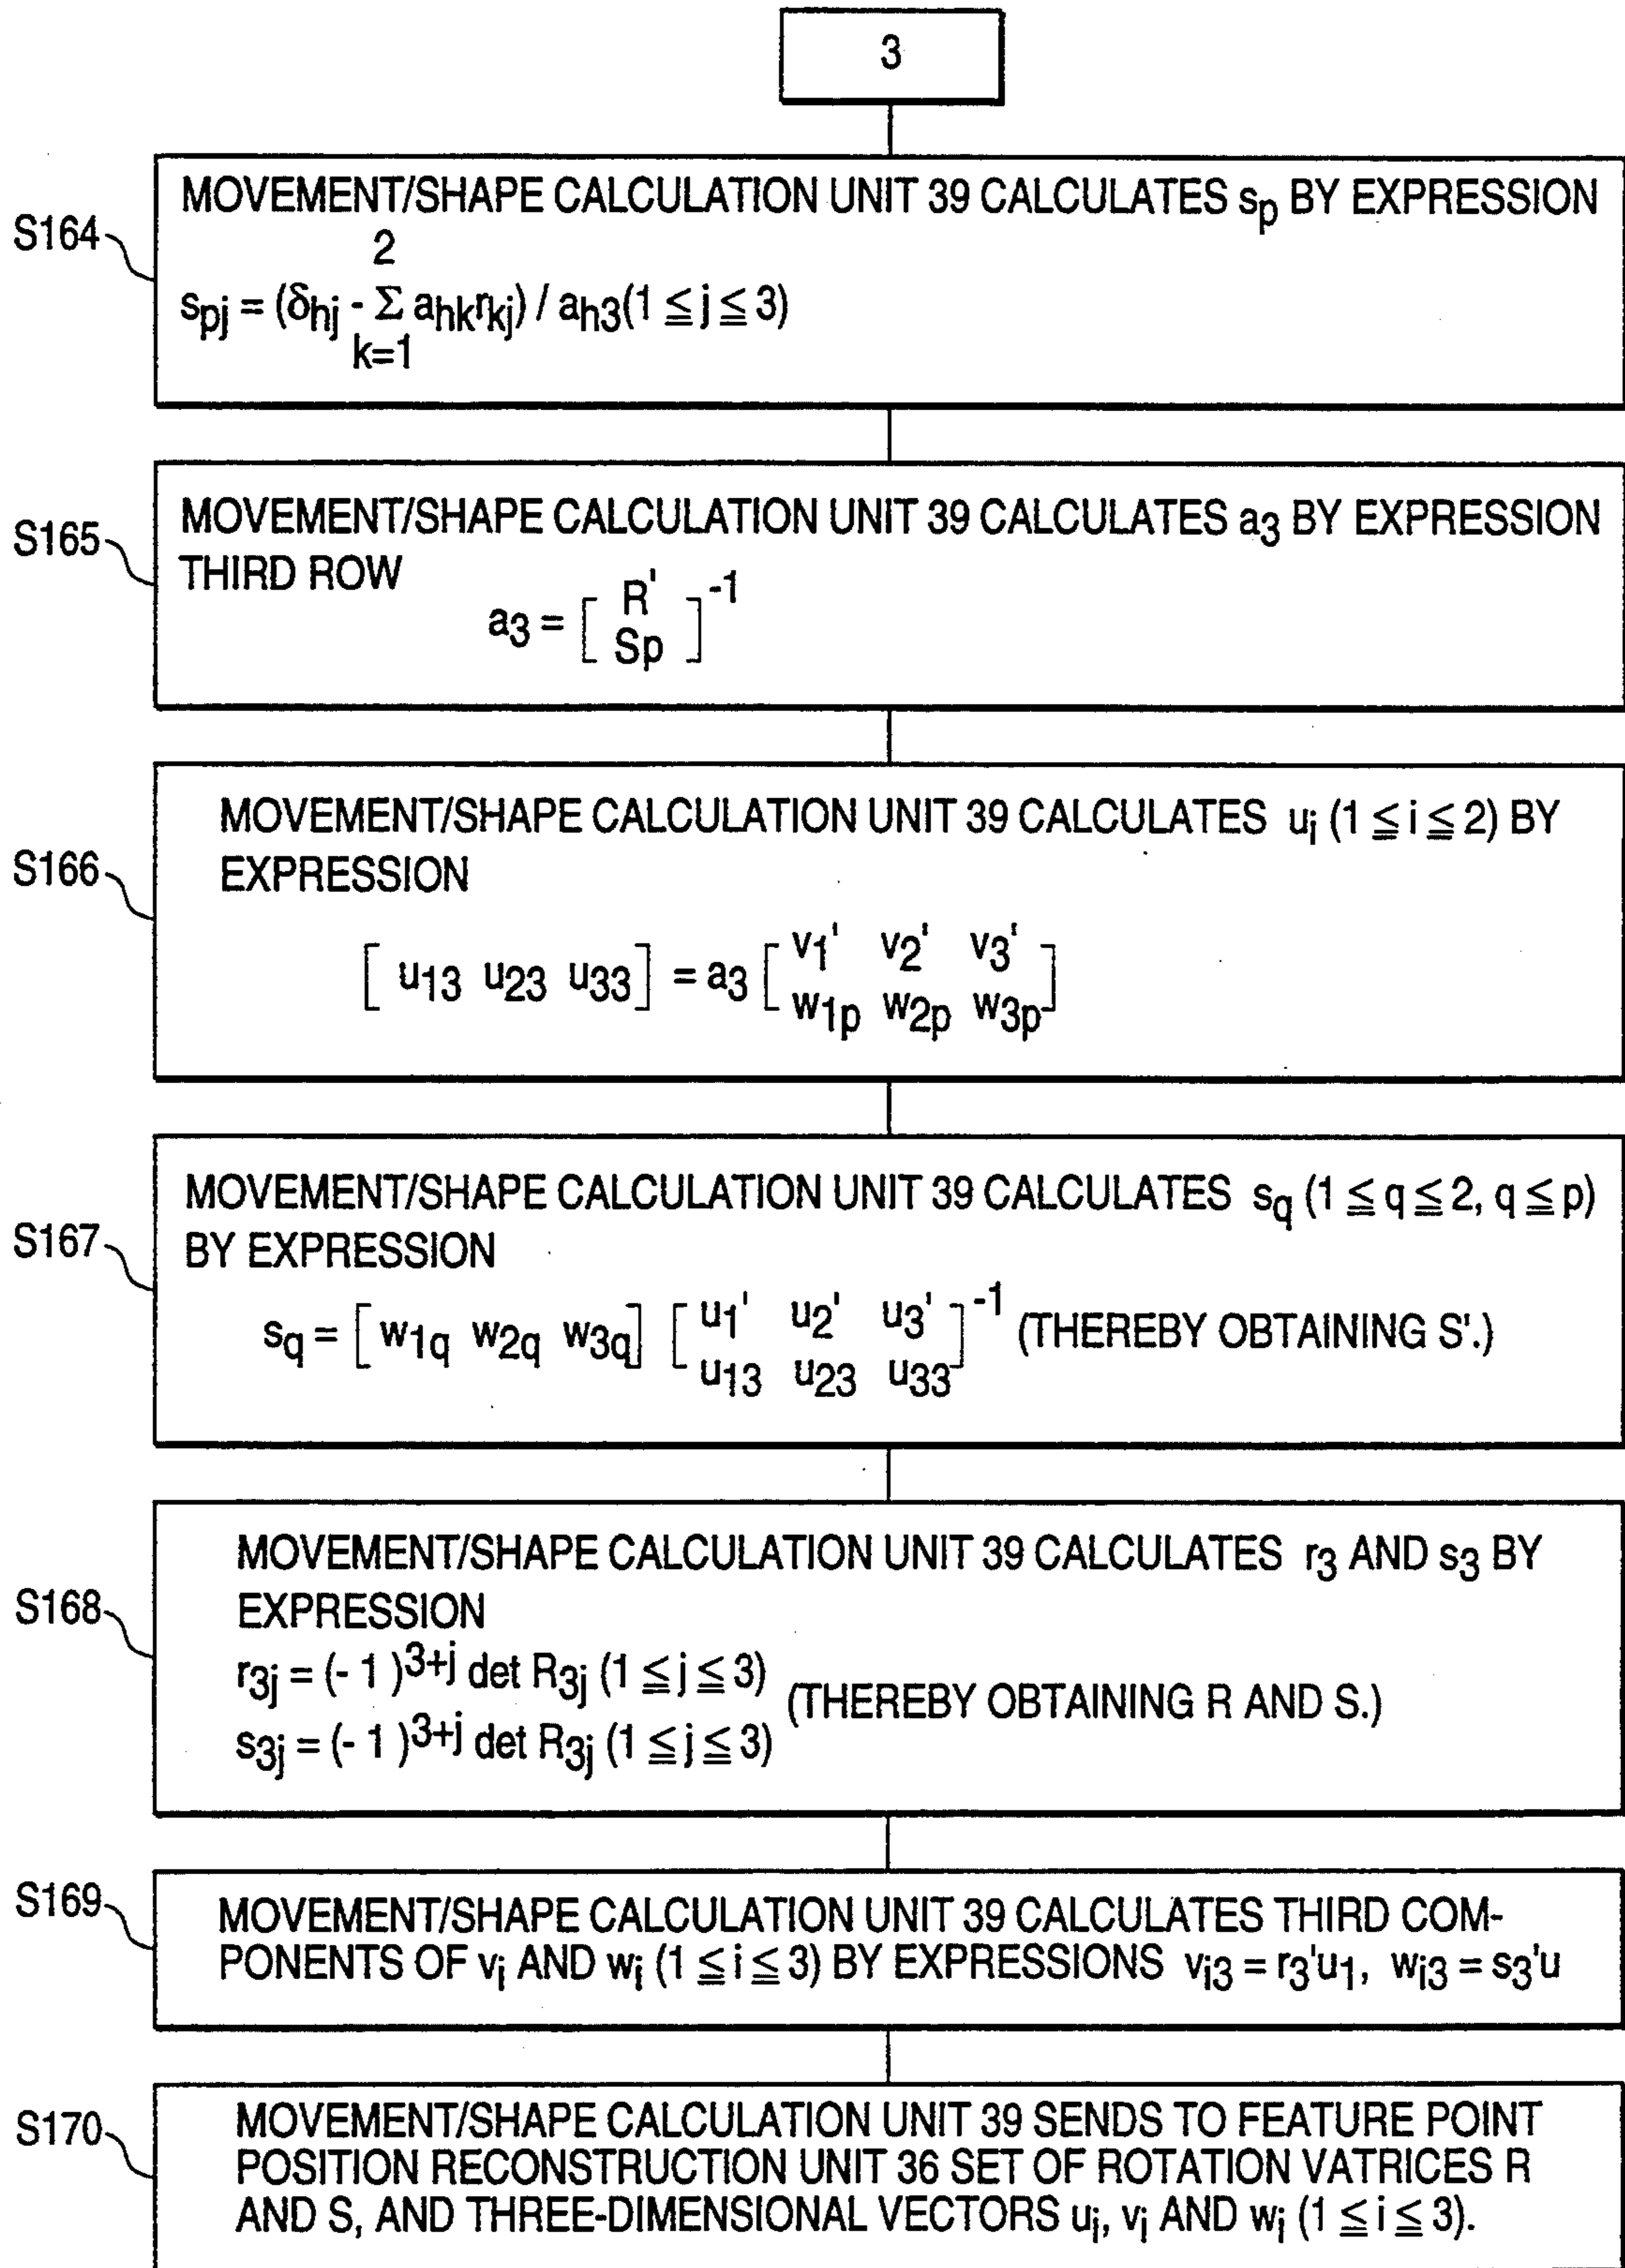 3
S164
MOVEMENT/SHAPE CALCULATION UNIT 39 CALCULATES sp BY EXPRESSION
2
spj = (δhj - Σ ahkrkj) / ah3(1 ≦ j ≦ 3)
k=1
S165
MOVEMENT/SHAPE CALCULATION UNIT 39 CALCULATES a3 BY EXPRESSION
THIRD ROW
a3 = [ R' Sp ]-1
S166
MOVEMENT/SHAPE CALCULATION UNIT 39 CALCULATES ui (1 ≦ i ≦ 2) BY
EXPRESSION
[ u13 u23 u33 ] = a3 [ v1' v2' v3'
w1p w2p w3p ]
S167
MOVEMENT/SHAPE CALCULATION UNIT 39 CALCULATES sq (1 ≦ q ≦ 2, q ≦ p)
BY EXPRESSION
sq = [ w1q w2q w3q ] [ u1' u2' u3'
u13 u23 u33 ]-1 (THEREBY OBTAINING S'.)
S168
MOVEMENT/SHAPE CALCULATION UNIT 39 CALCULATES r3 AND s3 BY
EXPRESSION
r3j = (- 1 )3+j det R3j (1 ≦ j ≦ 3)
s3j = (- 1 )3+j det R3j (1 ≦ j ≦ 3)
(THEREBY OBTAINING R AND S.)
S169
MOVEMENT/SHAPE CALCULATION UNIT 39 CALCULATES THIRD COM-
PONENTS OF vi AND wi (1 ≦ i ≦ 3) BY EXPRESSIONS vi3 = r3'u1, wi3 = s3'u
S170
MOVEMENT/SHAPE CALCULATION UNIT 39 SENDS TO FEATURE POINT
POSITION RECONSTRUCTION UNIT 36 SET OF ROTATION VATRICES R
AND S, AND THREE-DIMENSIONAL VECTORS ui, vi AND wi (1 ≦ i ≦ 3).